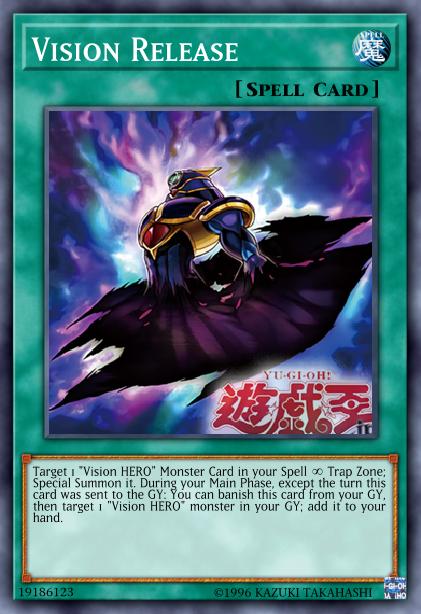 VISION RELEASE
SPELL
魔
[ SPELL CARD ]
YU-GI-OH!
遊戯王
Target 1 "Vision HERO" Monster Card in your Spell ∞ Trap Zone;
Special Summon it. During your Main Phase, except the turn this
card was sent to the GY: You can banish this card from your GY,
then target 1 "Vision HERO" monster in your GY; add it to your
hand.
19186123
©1996 KAZUKI TAKAHASHI